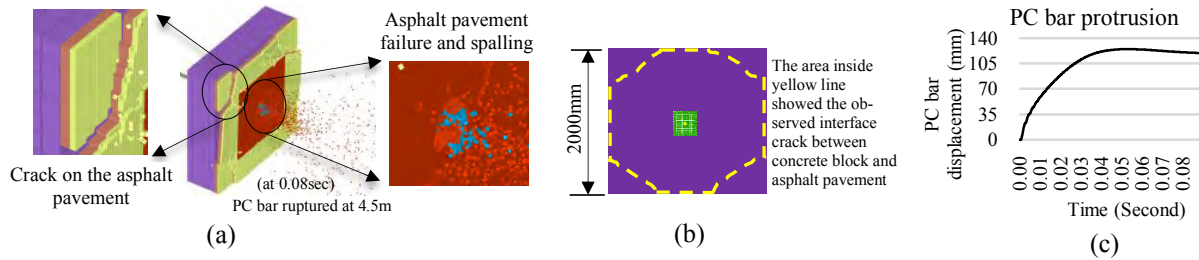 (a)
Asphalt pavement
failure and spalling
Crack on the asphalt
pavement
(at 0.08sec)
PC bar ruptured at 4.5m
(b)
2000mm
The area inside
yellow line
showed the ob-
served interface
crack between
concrete block and
asphalt pavement
PC bar protrusion
PC bar
displacement (mm)
140
105
70
35
0
0.00
0.01
0.02
0.03
0.04
0.05
0.06
0.07
0.08
Time (Second)
(c)